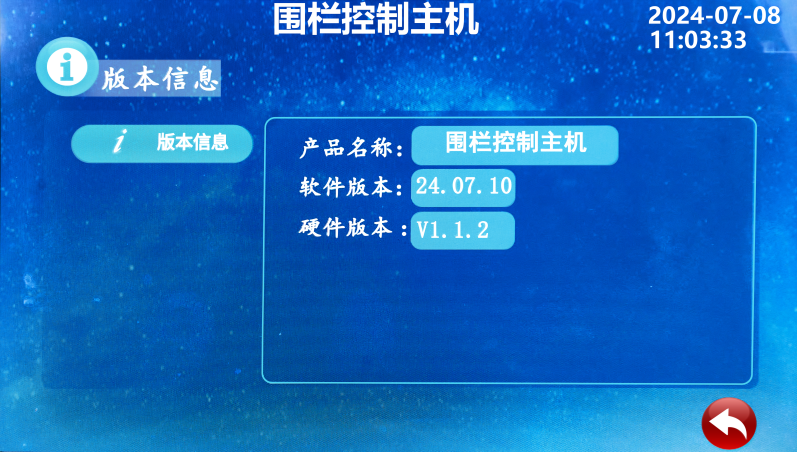 围栏控制主机
2024-07-08
11:03:33
版本信息
版本信息
产品名称：
围栏控制主机
软件版本：
24.07.10
硬件版本：
V1.1.2